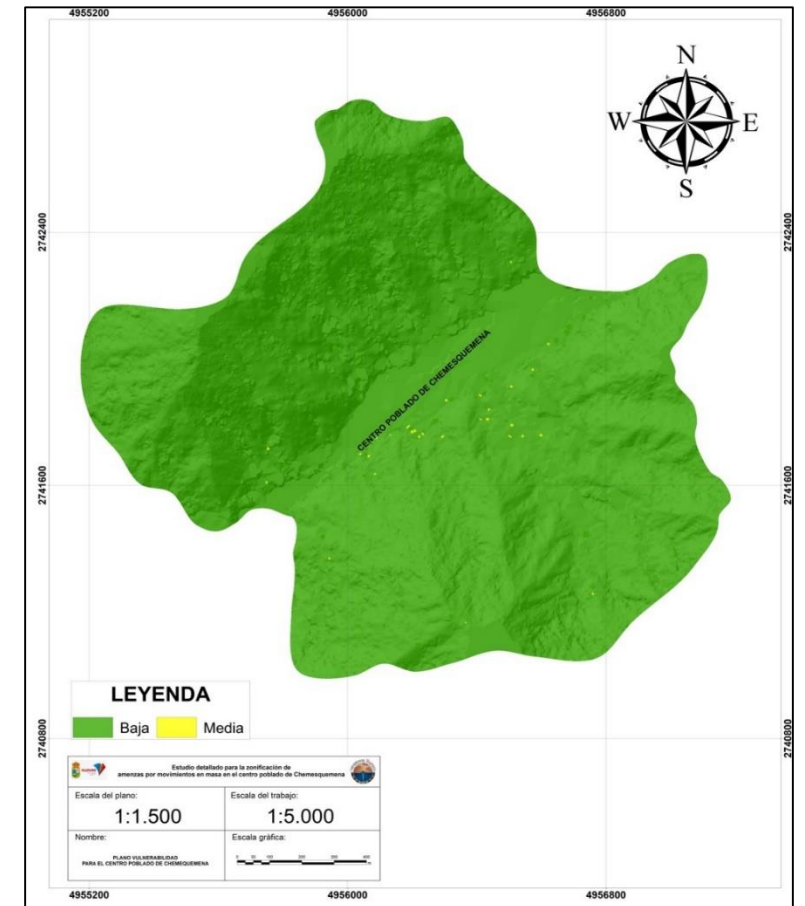 4955200 4956000 4956800
N
W E
S
2742400 2742400
CENTRO POBLADO DE CHEMESQUEMENA
2741600 2741600
LEYENDA
Baja Media
2740800 2740800
Estudio detallado para la zonificación de
amenzas por movimientos en masa en el centro poblado de Chemesquemena
Escala del plano: Escala del trabajo:
1:1.500 1:5.000
Nombre: Escala gráfica:
PLANO VULNERABILIDAD
PARA EL CENTRO POBLADO DE CHEMEQUEMENA
4955200 4956000 4956800